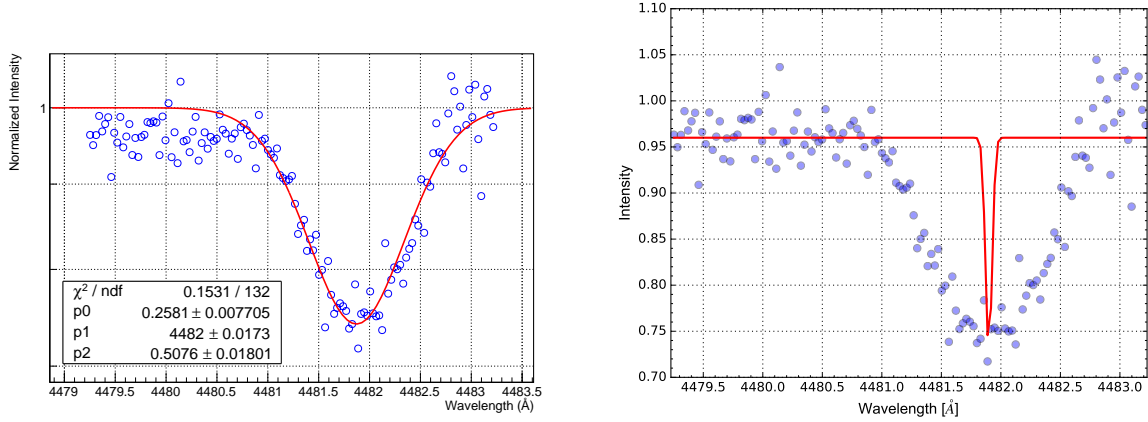 Normalized Intensity
1
χ² / ndf 0.1531 / 132
p0 0.2581 ± 0.007705
p1 4482 ± 0.0173
p2 0.5076 ± 0.01801
4479 4479.5 4480 4480.5 4481 4481.5 4482 4482.5 4483 4483.5
Wavelength (Å)
Intensity
1.10
1.05
1.00
0.95
0.90
0.85
0.80
0.75
0.70
4479.5 4480.0 4480.5 4481.0 4481.5 4482.0 4482.5 4483.0
Wavelength [Å]